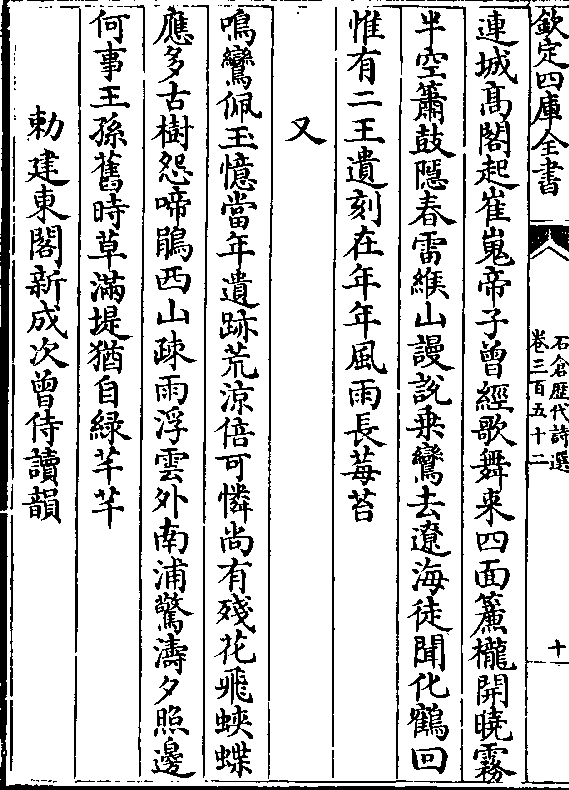 欽定四庫全書
石倉歴代詩選
卷三百五十二
十
連城髙閣起崔嵬帝子曾經歌舞来四面簾櫳開曉霧
半空簫鼓隱春雷緱山謾說乗鸞去遼海徒聞化鶴回
惟有二王遺刻在年年風雨長莓苔
又
鳴鸞佩玉憶當年遺跡荒涼倍可憐尚有殘花飛蛺蝶
應多古樹怨啼鵑西山疎雨浮雲外南浦驚濤夕照邊
何事王孫舊時草滿堤猶自綠芊芊
勅建東閣新成次曾侍讀韻